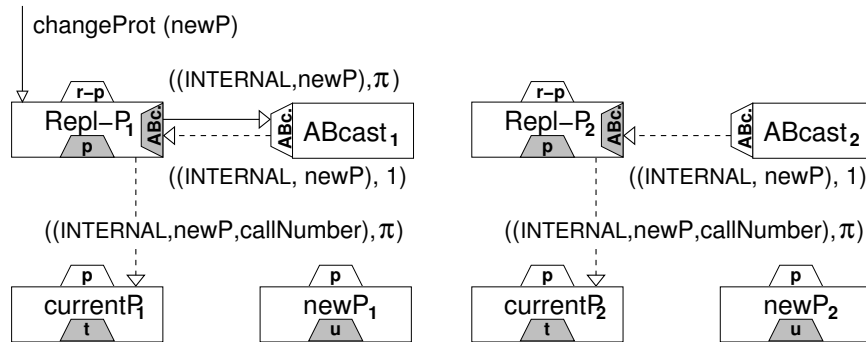 changeProt (newP)
((INTERNAL,newP),π)
r–p
Repl–P1
p
ABc.
ABc.
ABcast1
r–p
Repl–P2
p
ABc.
ABc.
ABcast2
((INTERNAL, newP), 1)
((INTERNAL, newP), 1)
((INTERNAL,newP,callNumber),π)
((INTERNAL,newP,callNumber),π)
p
currentP1
t
p
newP1
u
p
currentP2
t
p
newP2
u